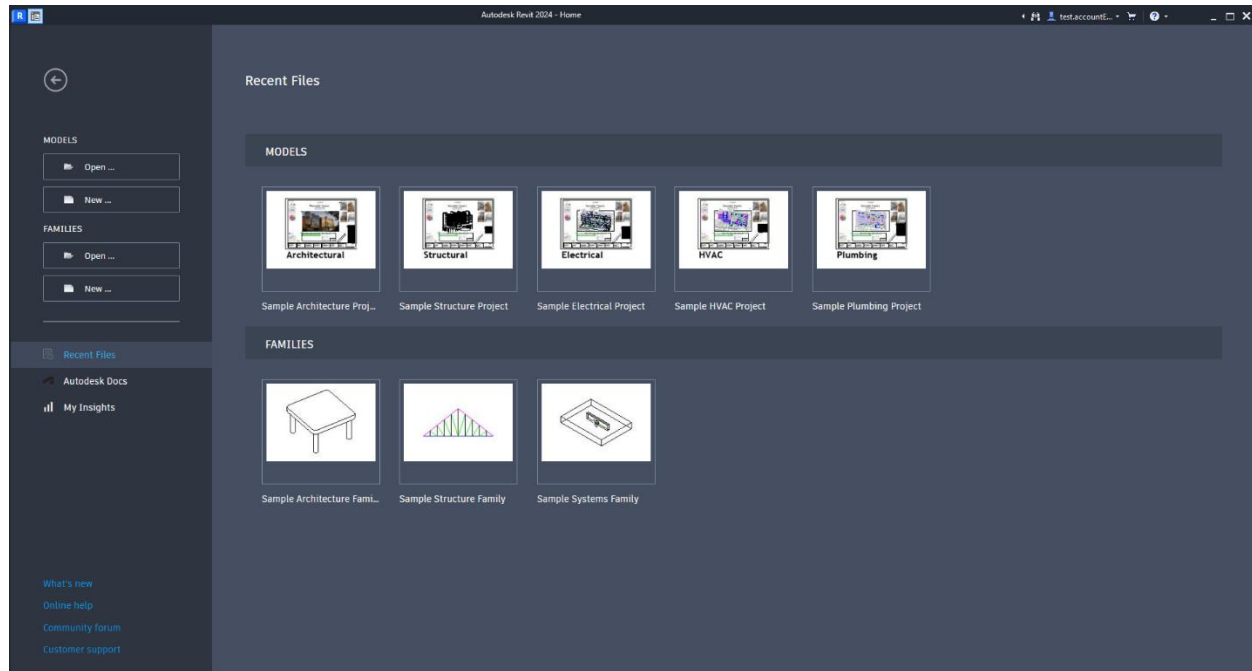 R
Autodesk Revit 2024 - Home
test.accountE...
Recent Files
MODELS
Open ...
New ...
FAMILIES
Open ...
New ...
Recent Files
Autodesk Docs
My Insights
What's new
Online help
Community forum
Customer support
MODELS
Architectural
Structural
Electrical
HVAC
Plumbing
Sample Architecture Proj...
Sample Structure Project
Sample Electrical Project
Sample HVAC Project
Sample Plumbing Project
FAMILIES
Sample Architecture Fami...
Sample Structure Family
Sample Systems Family